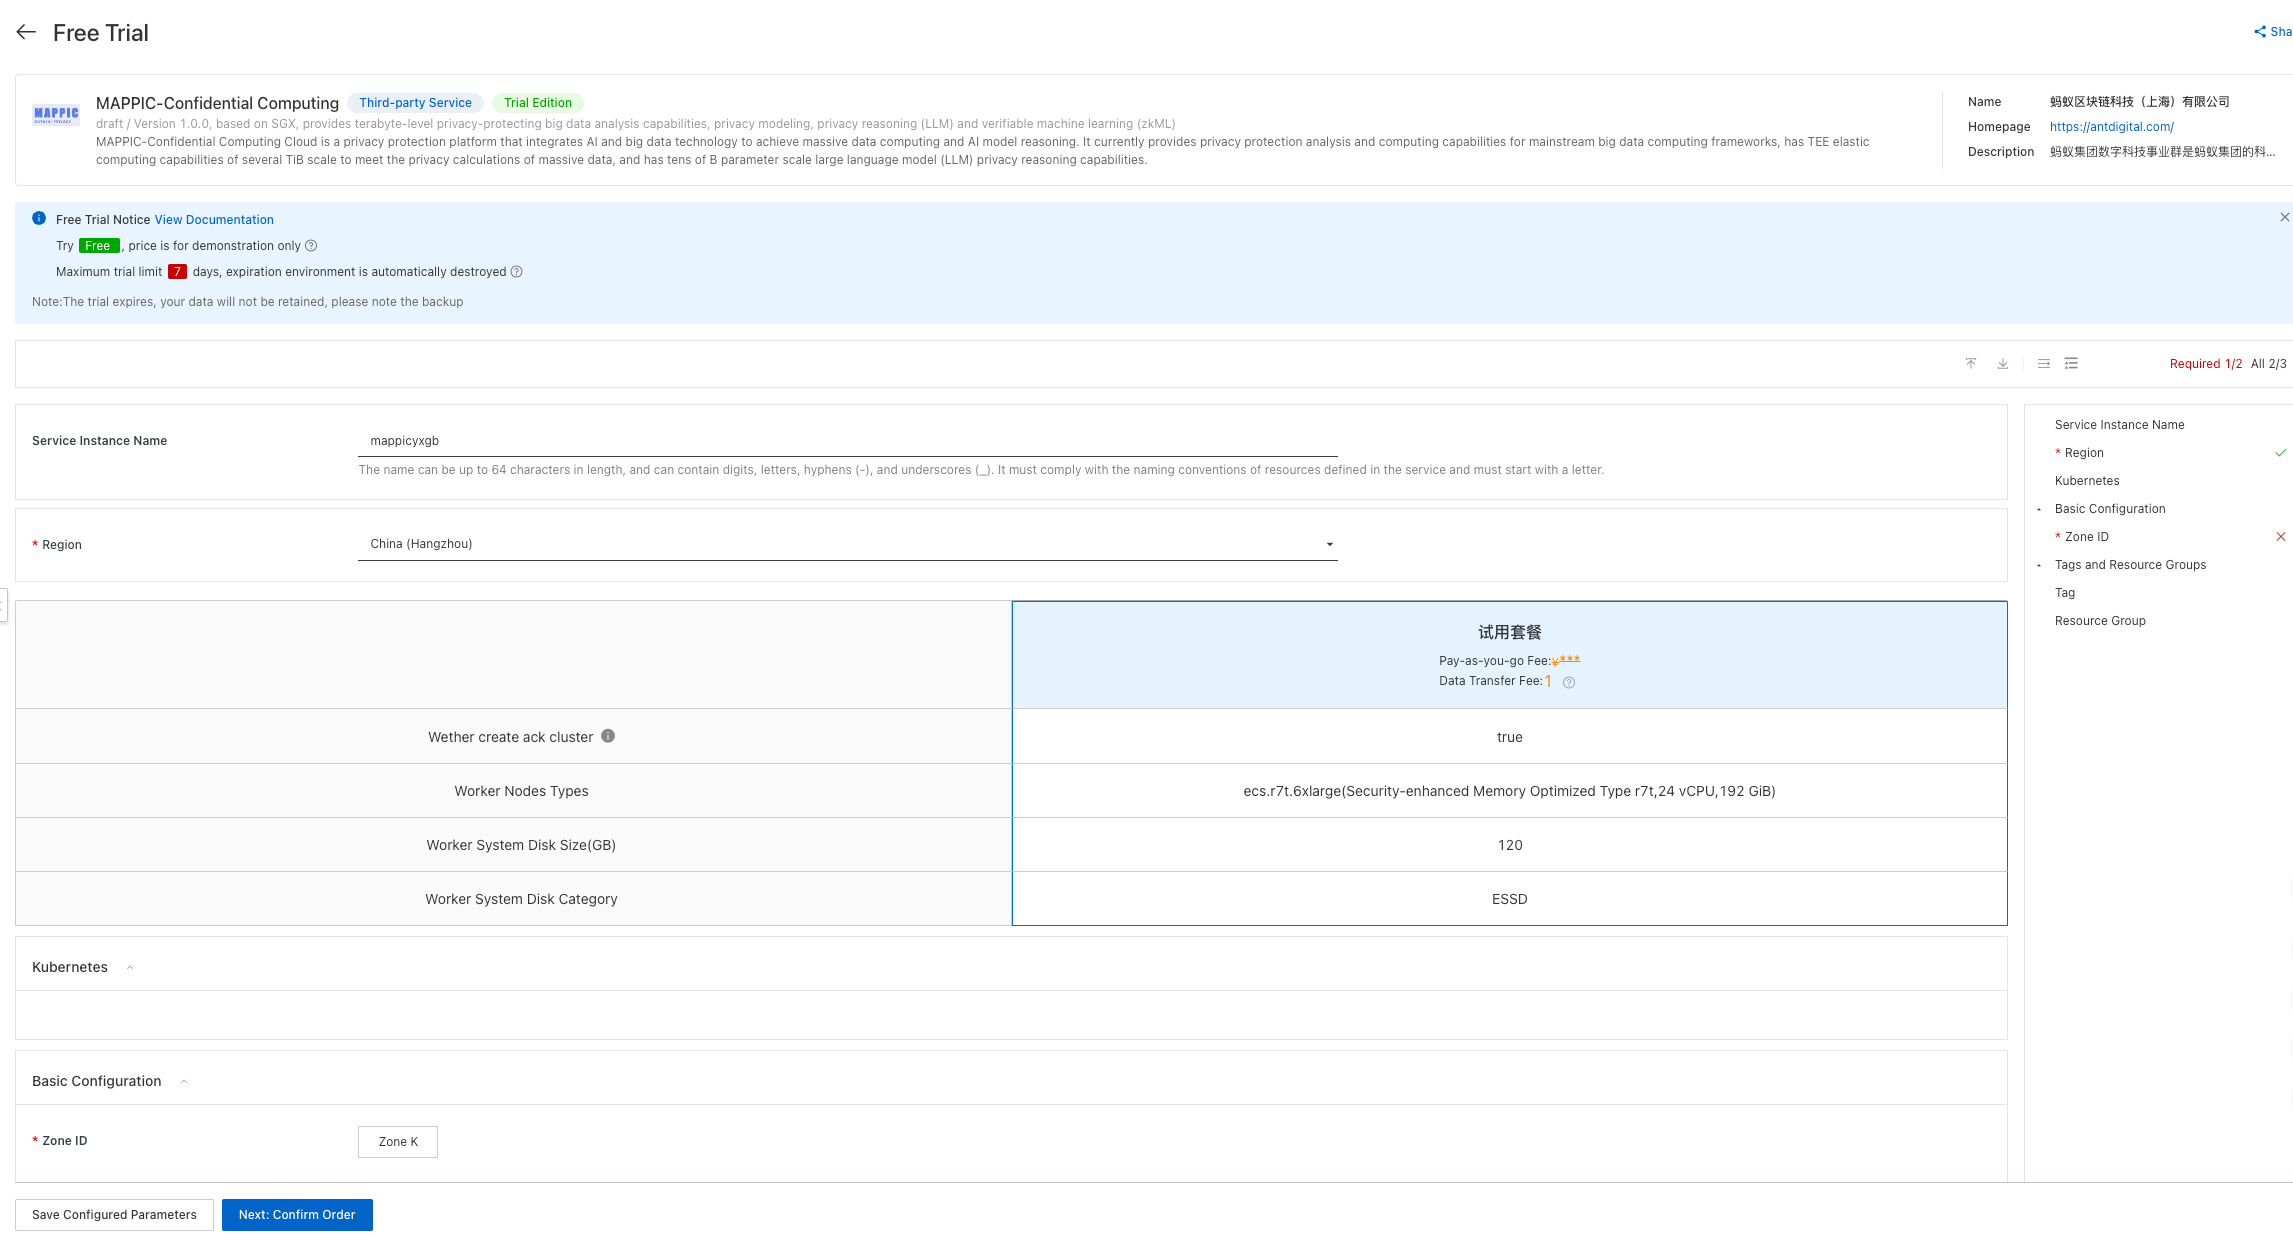 Free Trial
Sha
MAPPIC
MAPPIC-Confidential Computing Third-party Service Trial Edition
draft / Version 1.0.0, based on SGX, provides terabyte-level privacy-protecting big data analysis capabilities, privacy modeling, privacy reasoning (LLM) and verifiable machine learning (zkML)
MAPPIC-Confidential Computing Cloud is a privacy protection platform that integrates AI and big data technology to achieve massive data computing and AI model reasoning. It currently provides privacy protection analysis and computing capabilities for mainstream big data computing frameworks, has TEE elastic
computing capabilities of several TiB scale to meet the privacy calculations of massive data, and has tens of B parameter scale large language model (LLM) privacy reasoning capabilities.
Name 蚂蚁区块链科技（上海）有限公司
Homepage https://antdigital.com/
Description 蚂蚁集团数字科技事业群是蚂蚁集团的科...
Free Trial Notice View Documentation
Try Free , price is for demonstration only
Maximum trial limit 7 days, expiration environment is automatically destroyed
Note:The trial expires, your data will not be retained, please note the backup
Required 1/2 All 2/3
Service Instance Name mappicyxgb
The name can be up to 64 characters in length, and can contain digits, letters, hyphens (-), and underscores (_). It must comply with the naming conventions of resources defined in the service and must start with a letter.
* Region China (Hangzhou)
试用套餐
Pay-as-you-go Fee:¥***
Data Transfer Fee:1
Wether create ack cluster true
Worker Nodes Types ecs.r7t.6xlarge(Security-enhanced Memory Optimized Type r7t,24 vCPU,192 GiB)
Worker System Disk Size(GB) 120
Worker System Disk Category ESSD
Kubernetes
Basic Configuration
* Zone ID Zone K
Save Configured Parameters Next: Confirm Order
Service Instance Name
* Region
Kubernetes
Basic Configuration
* Zone ID
Tags and Resource Groups
Tag
Resource Group